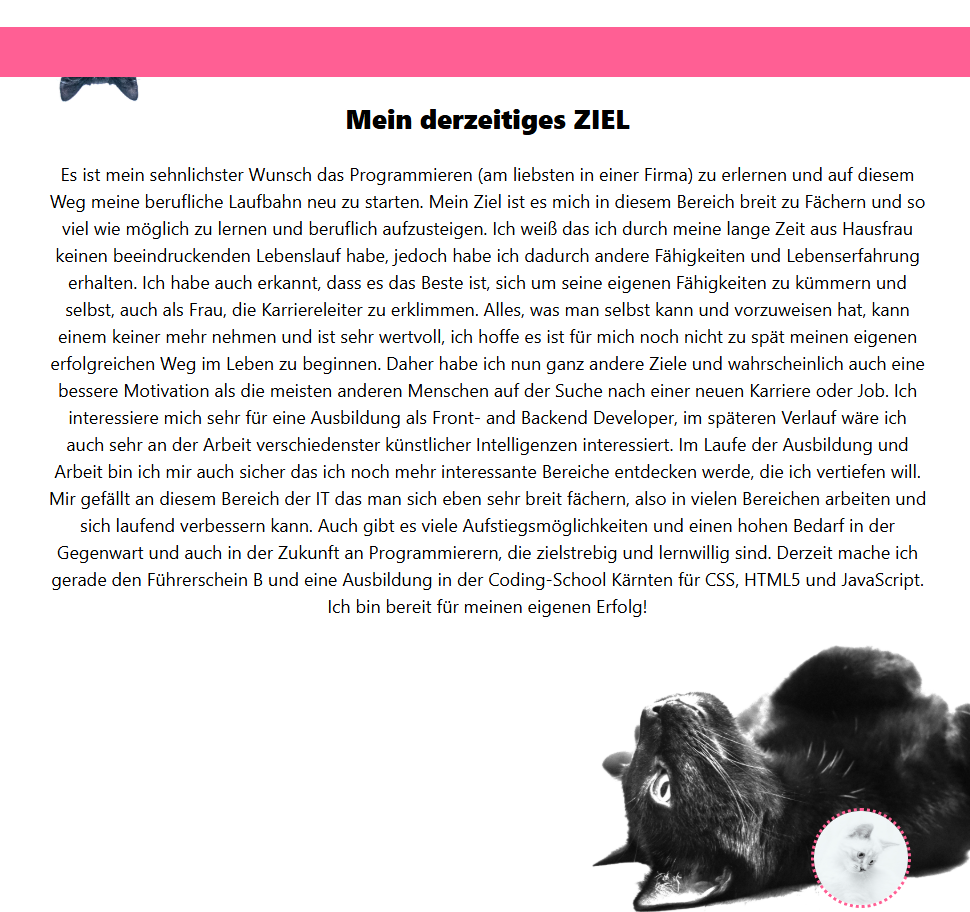 Mein derzeitiges ZIEL
Es ist mein sehnlichster Wunsch das Programmieren (am liebsten in einer Firma) zu erlernen und auf diesem
Weg meine berufliche Laufbahn neu zu starten. Mein Ziel ist es mich in diesem Bereich breit zu Fächern und so
viel wie möglich zu lernen und beruflich aufzusteigen. Ich weiß das ich durch meine lange Zeit aus Hausfrau
keinen beeindruckenden Lebenslauf habe, jedoch habe ich dadurch andere Fähigkeiten und Lebenserfahrung
erhalten. Ich habe auch erkannt, dass es das Beste ist, sich um seine eigenen Fähigkeiten zu kümmern und
selbst, auch als Frau, die Karriereleiter zu erklimmen. Alles, was man selbst kann und vorzuweisen hat, kann
einem keiner mehr nehmen und ist sehr wertvoll, ich hoffe es ist für mich noch nicht zu spät meinen eigenen
erfolgreichen Weg im Leben zu beginnen. Daher habe ich nun ganz andere Ziele und wahrscheinlich auch eine
bessere Motivation als die meisten anderen Menschen auf der Suche nach einer neuen Karriere oder Job. Ich
interessiere mich sehr für eine Ausbildung als Front- and Backend Developer, im späteren Verlauf wäre ich
auch sehr an der Arbeit verschiedenster künstlicher Intelligenzen interessiert. Im Laufe der Ausbildung und
Arbeit bin ich mir auch sicher das ich noch mehr interessante Bereiche entdecken werde, die ich vertiefen will.
Mir gefällt an diesem Bereich der IT das man sich eben sehr breit fächern, also in vielen Bereichen arbeiten und
sich laufend verbessern kann. Auch gibt es viele Aufstiegsmöglichkeiten und einen hohen Bedarf in der
Gegenwart und auch in der Zukunft an Programmierern, die zielstrebig und lernwillig sind. Derzeit mache ich
gerade den Führerschein B und eine Ausbildung in der Coding-School Kärnten für CSS, HTML5 und JavaScript.
Ich bin bereit für meinen eigenen Erfolg!